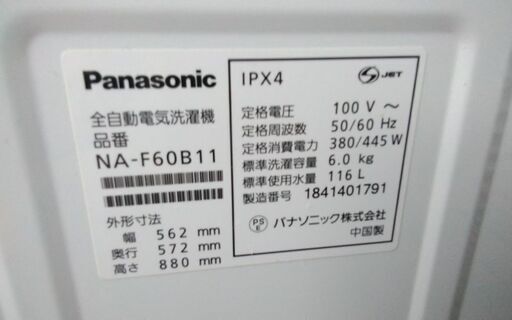 Panasonic
全自動電気洗濯機
品番
NA-F60B11
外形寸法
幅 562 mm
奥行 572 mm
高さ 880 mm
IPX4
S JET
定格電圧 100 V ～
定格周波数 50/60 Hz
定格消費電力 380/445 W
標準洗濯容量 6.0 kg
標準使用水量 116 L
製造番号 1841401791
PS E
パナソニック株式会社
中国製